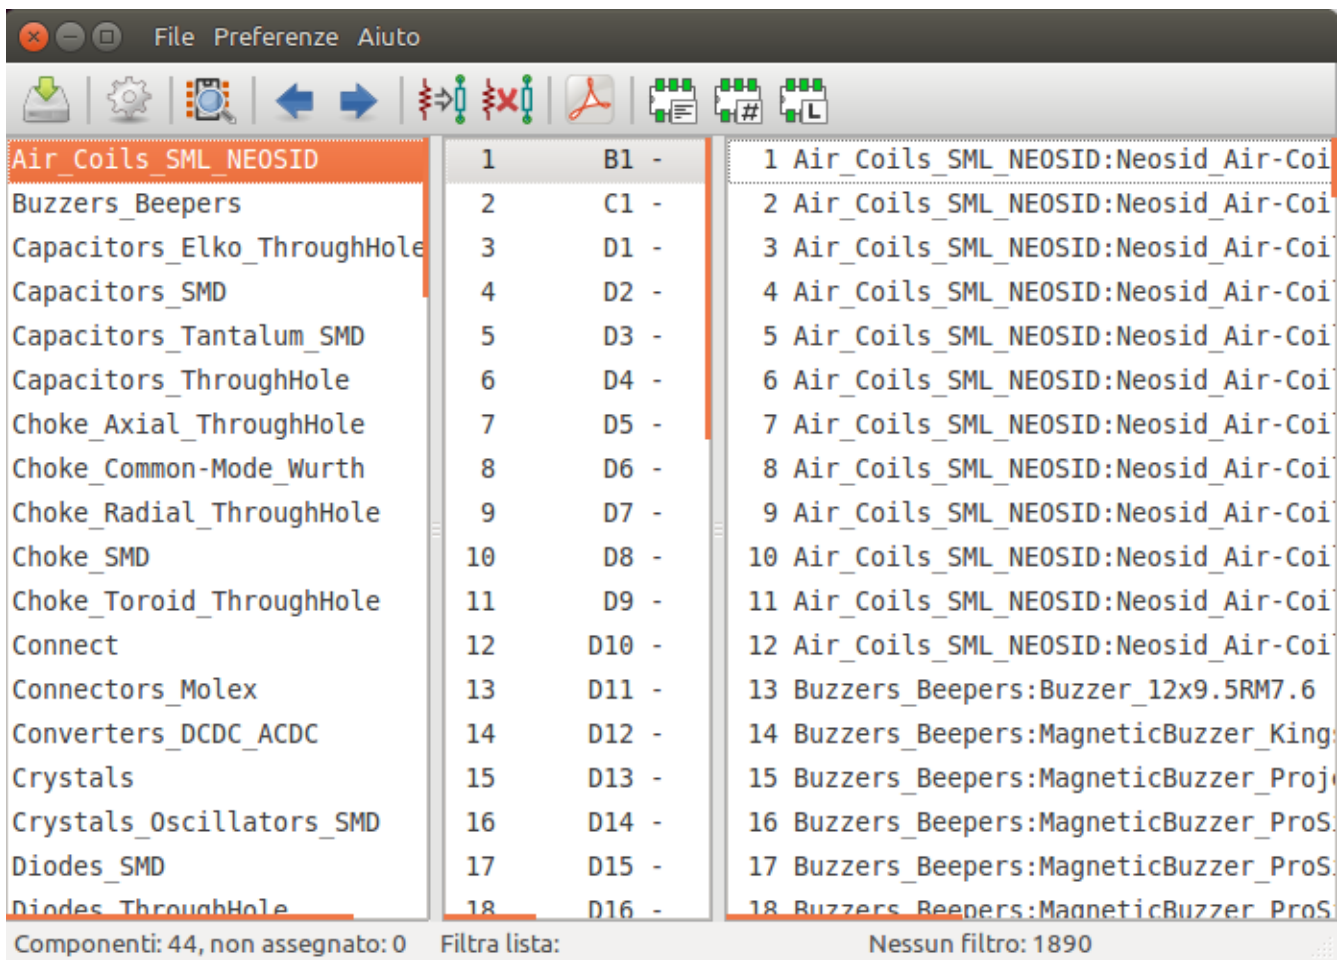 File Preferenze Aiuto
L
Air_Coils_SML_NEOSID
Buzzers_Beepers
Capacitors_Elko_ThroughHole
Capacitors_SMD
Capacitors_Tantalum_SMD
Capacitors_ThroughHole
Choke_Axial_ThroughHole
Choke_Common-Mode_Wurth
Choke_Radial_ThroughHole
Choke_SMD
Choke_Toroid_ThroughHole
Connect
Connectors_Molex
Converters_DCDC_ACDC
Crystals
Crystals_Oscillators_SMD
Diodes_SMD
Diodes_ThroughHole
1 B1 -
2 C1 -
3 D1 -
4 D2 -
5 D3 -
6 D4 -
7 D5 -
8 D6 -
9 D7 -
10 D8 -
11 D9 -
12 D10 -
13 D11 -
14 D12 -
15 D13 -
16 D14 -
17 D15 -
18 D16 -
1 Air_Coils_SML_NEOSID:Neosid_Air-Coi
2 Air_Coils_SML_NEOSID:Neosid_Air-Coi
3 Air_Coils_SML_NEOSID:Neosid_Air-Coi
4 Air_Coils_SML_NEOSID:Neosid_Air-Coi
5 Air_Coils_SML_NEOSID:Neosid_Air-Coi
6 Air_Coils_SML_NEOSID:Neosid_Air-Coi
7 Air_Coils_SML_NEOSID:Neosid_Air-Coi
8 Air_Coils_SML_NEOSID:Neosid_Air-Coi
9 Air_Coils_SML_NEOSID:Neosid_Air-Coi
10 Air_Coils_SML_NEOSID:Neosid_Air-Coi
11 Air_Coils_SML_NEOSID:Neosid_Air-Coi
12 Air_Coils_SML_NEOSID:Neosid_Air-Coi
13 Buzzers_Beepers:Buzzer_12x9.5RM7.6
14 Buzzers_Beepers:MagneticBuzzer_King
15 Buzzers_Beepers:MagneticBuzzer_Proj
16 Buzzers_Beepers:MagneticBuzzer_ProS
17 Buzzers_Beepers:MagneticBuzzer_ProS
18 Buzzers_Beepers:MagneticBuzzer_ProS
Componenti: 44, non assegnato: 0 Filtra lista: Nessun filtro: 1890